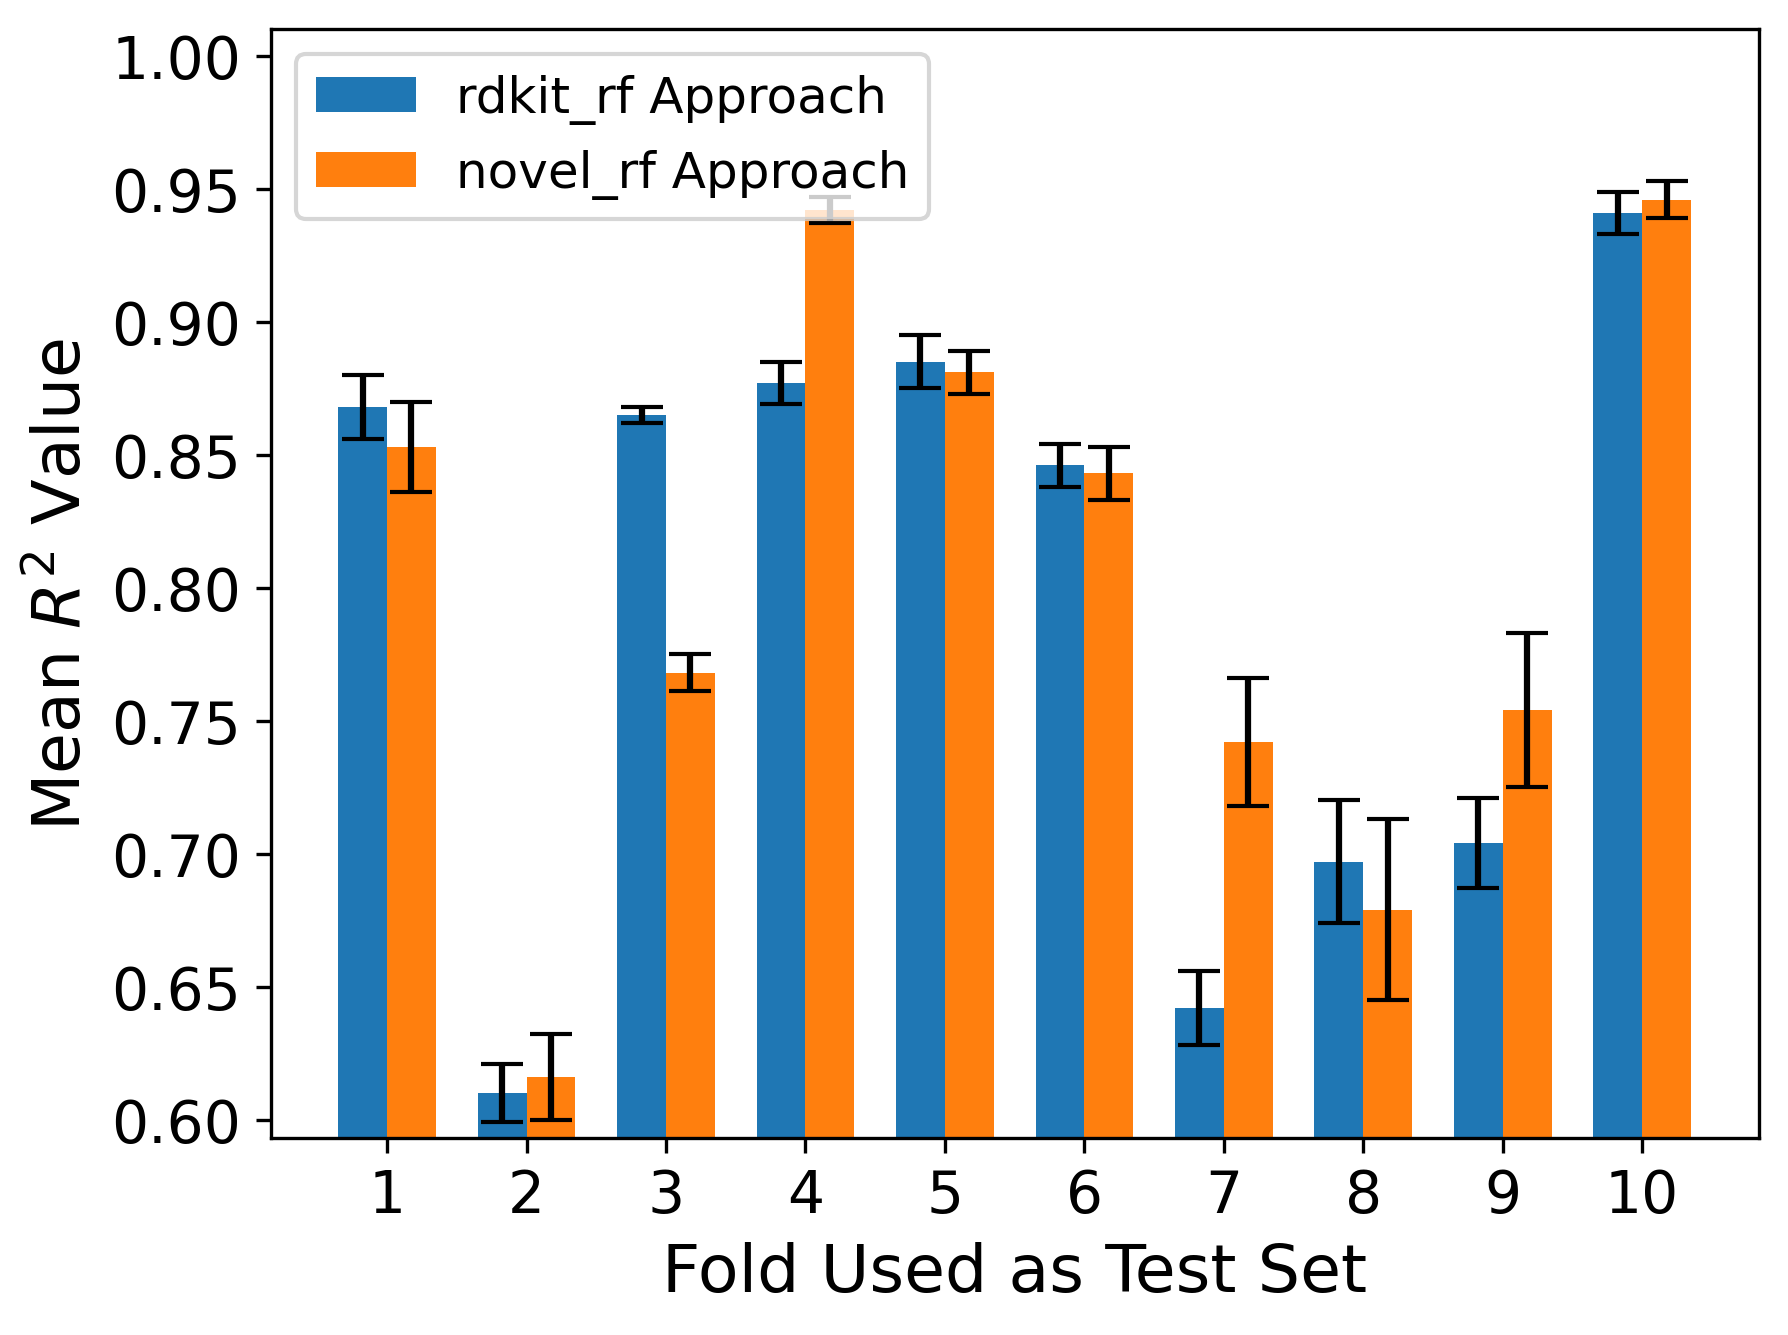 rdkit_rf Approach
novel_rf Approach
Mean R² Value
1.00
0.95
0.90
0.85
0.80
0.75
0.70
0.65
0.60
1 2 3 4 5 6 7 8 9 10
Fold Used as Test Set